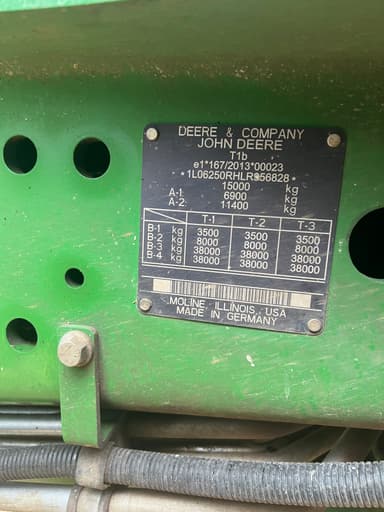 DEERE & COMPANY
JOHN DEERE
T1b
e1*167/2013*00023
*1L06250RHLR956828*
15000 kg
A-1: 6900 kg
A-2: 11400 kg
T-1 T-2 T-3
B-1 kg 3500 3500 3500
B-2 kg 8000 8000 8000
B-3 kg 38000 38000 38000
B-4 kg 38000 38000 38000
MOLINE, ILLINOIS, USA
MADE IN GERMANY